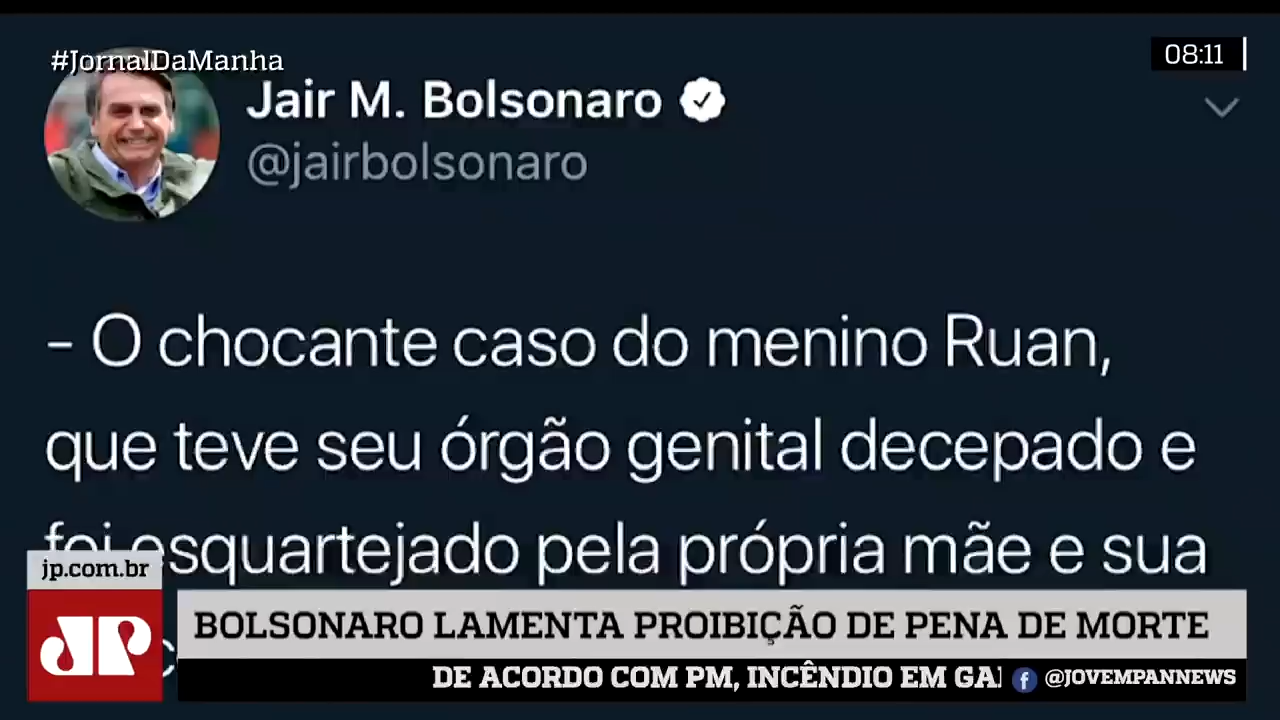 #JornalDaManha
08:11
Jair M. Bolsonaro
@jairbolsonaro
- O chocante caso do menino Ruan,
que teve seu órgão genital decepado e
foi esquartejado pela própria mãe e sua
jp.com.br
JP
BOLSONARO LAMENTA PROIBIÇÃO DE PENA DE MORTE
DE ACORDO COM PM, INCÊNDIO EM
@JOVEMPANNEWS